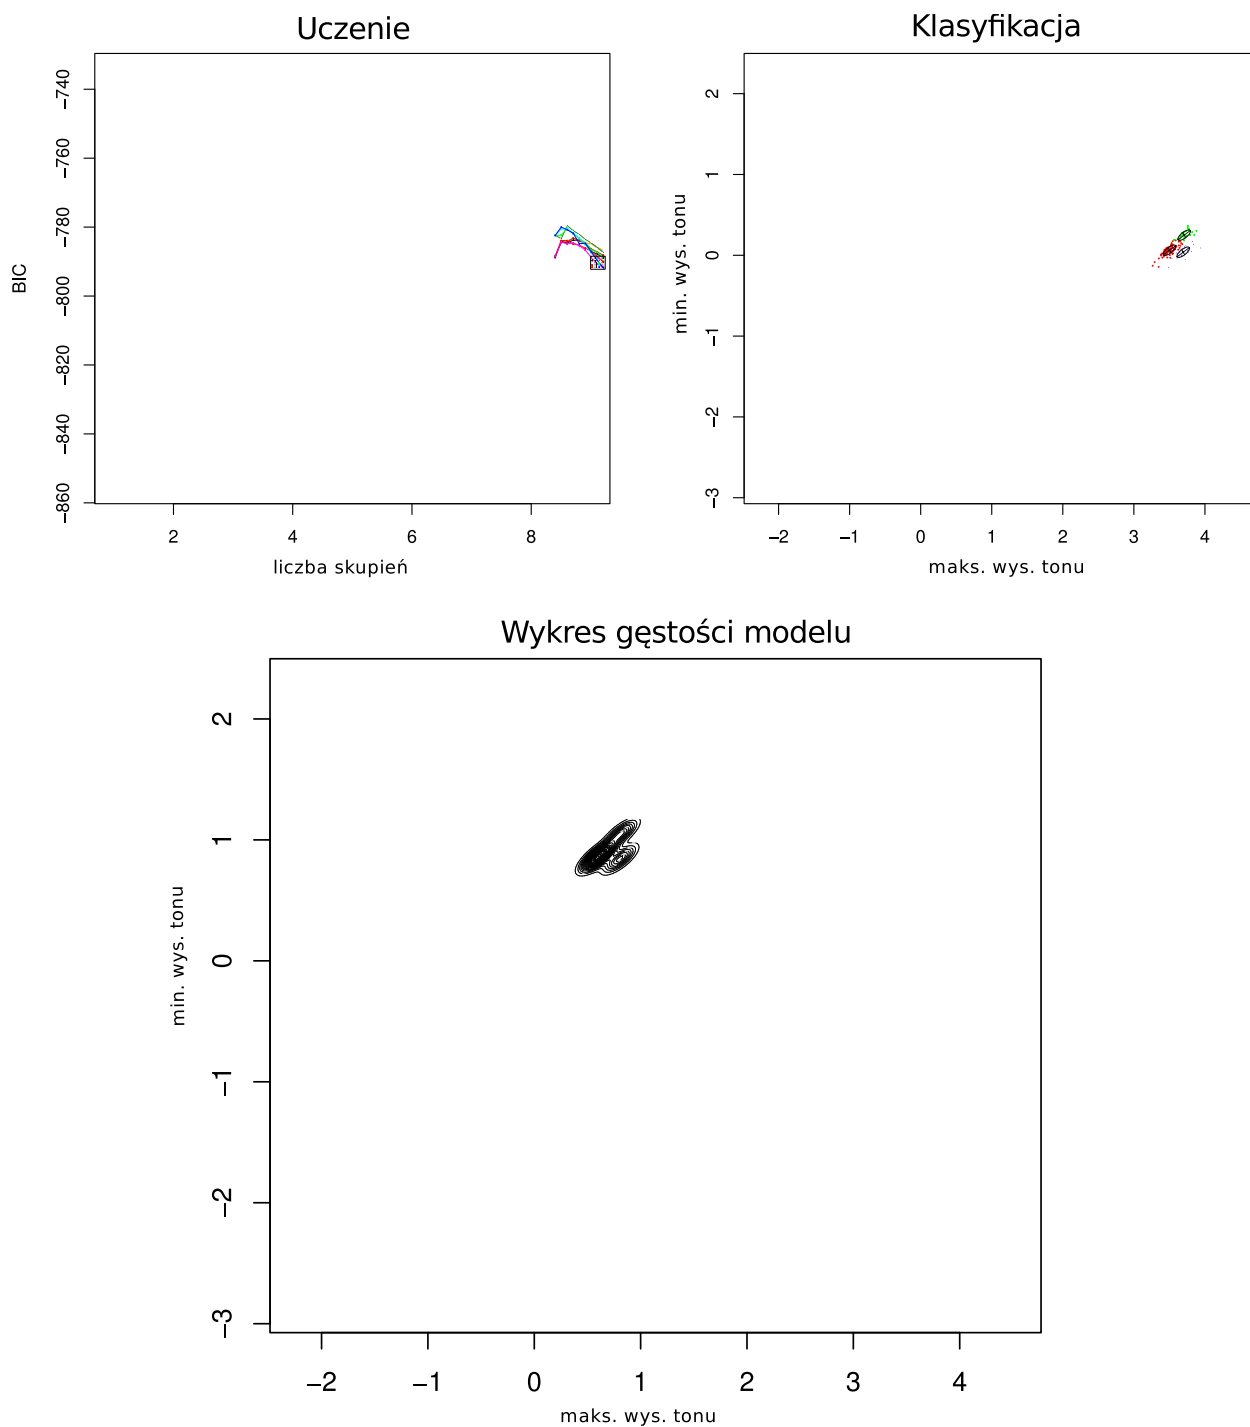 Uczenie
−740
−760
−780
−800
−820
−840
−860
BIC
2 4 6 8
liczba skupień
Klasyfikacja
2
1
0
−1
−2
−3
min. wys. tonu
−2 −1 0 1 2 3 4
maks. wys. tonu
Wykres gęstości modelu
2
1
0
−1
−2
−3
min. wys. tonu
−2 −1 0 1 2 3 4
maks. wys. tonu